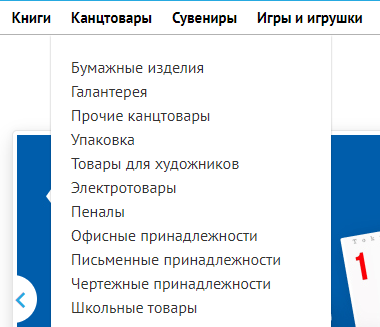 Книги Канцтовары Сувениры Игры и игрушки
Бумажные изделия
Галантерея
Прочие канцтовары
Упаковка
Товары для художников
Электротовары
Пеналы
Офисные принадлежности
Письменные принадлежности
Чертежные принадлежности
Школьные товары
1